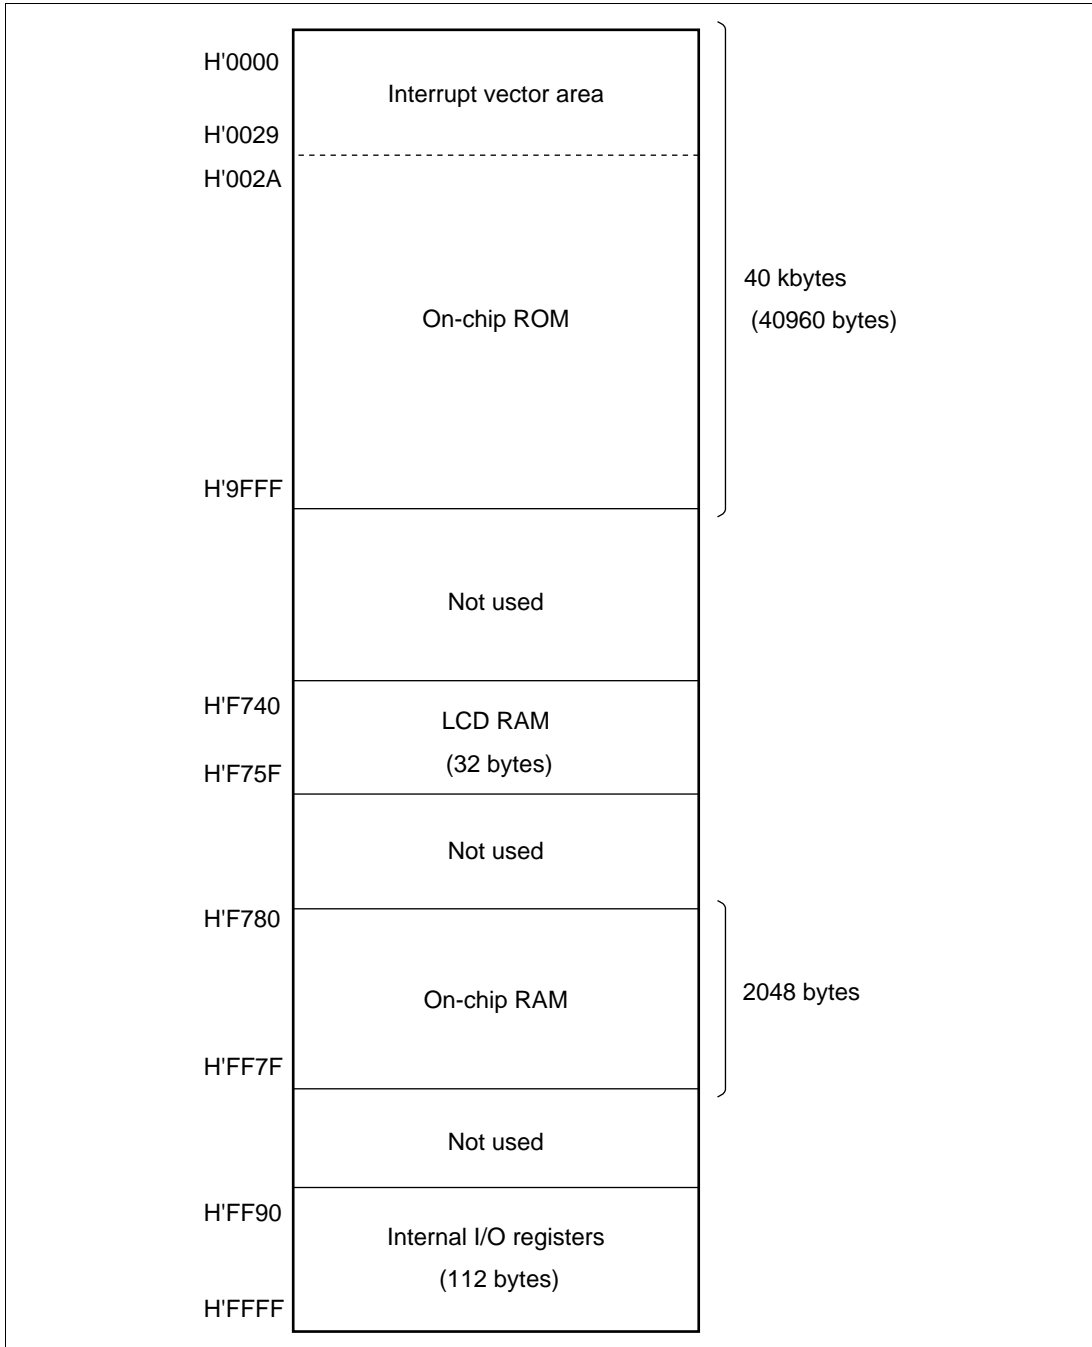 H'0000
Interrupt vector area
H'0029
H'002A
40 kbytes
On-chip ROM
(40960 bytes)
H'9FFF
Not used
H'F740
LCD RAM
(32 bytes)
H'F75F
Not used
H'F780
On-chip RAM
2048 bytes
H'FF7F
Not used
H'FF90
Internal I/O registers
(112 bytes)
H'FFFF